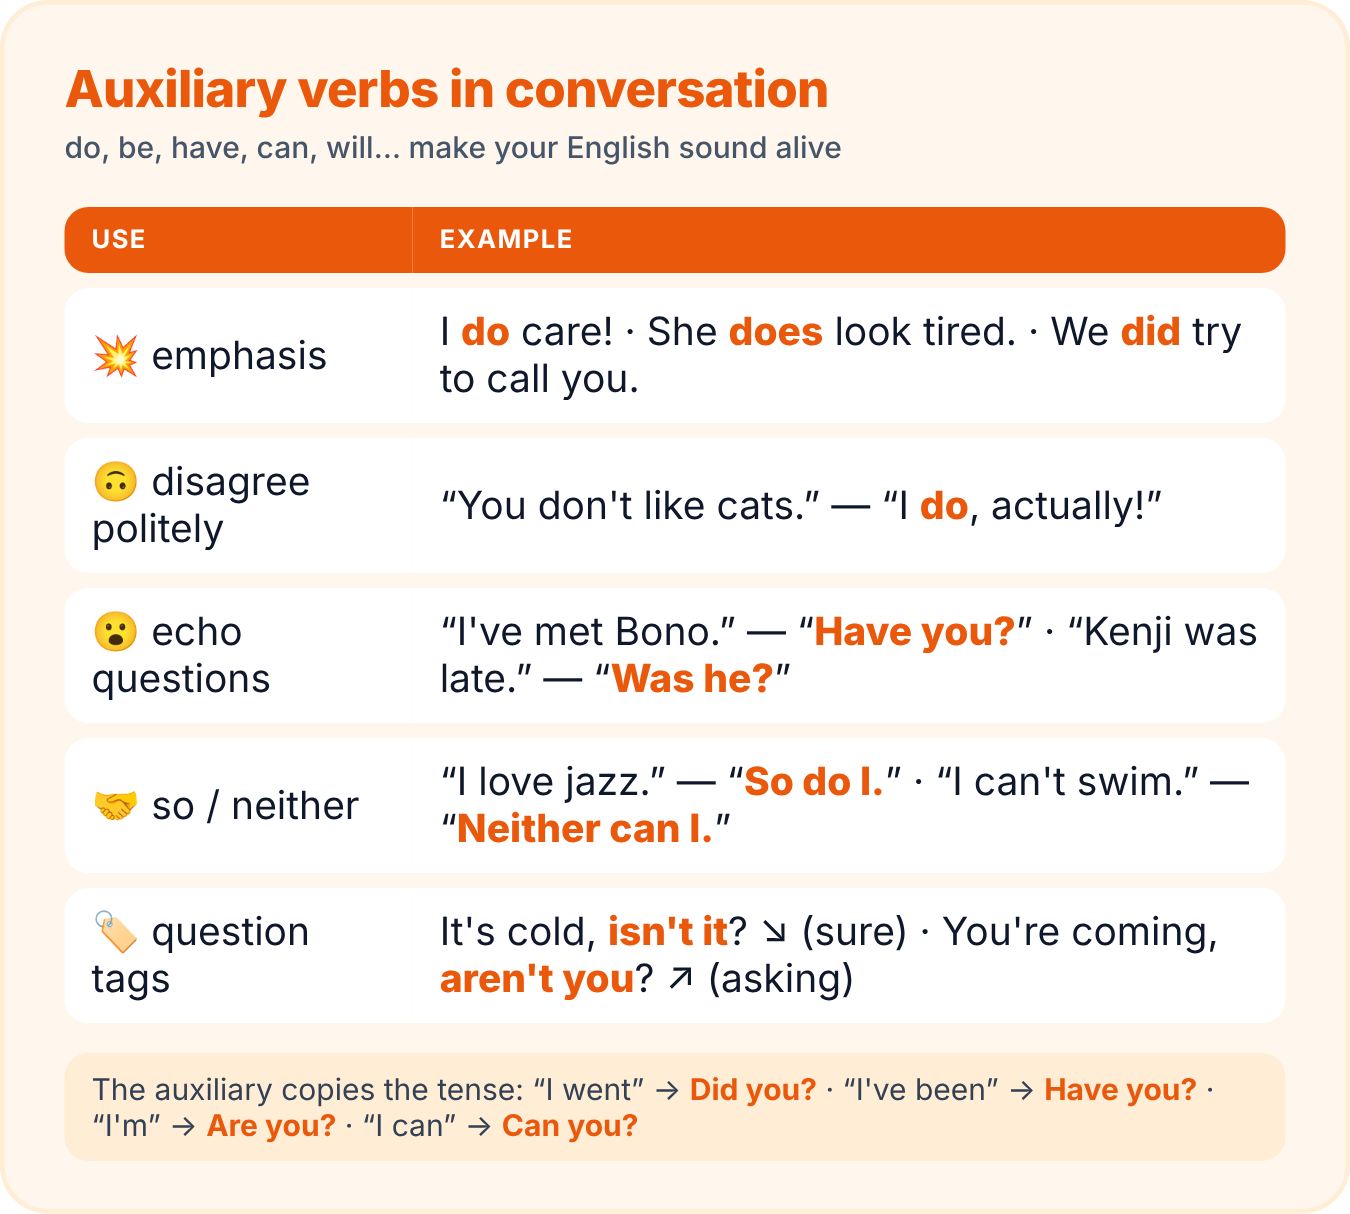 Auxiliary verbs in conversation
do, be, have, can, will... make your English sound alive
USE EXAMPLE
💥 emphasis
I do care! · She does look tired. · We did try
to call you.
🙃 disagree
politely
“You don't like cats.” — “I do, actually!”
😮 echo
questions
“I've met Bono.” — “Have you?” · “Kenji was
late.” — “Was he?”
🤝 so / neither
“I love jazz.” — “So do I.” · “I can't swim.” —
“Neither can I.”
🏷️ question
tags
It's cold, isn't it? ↘ (sure) · You're coming,
aren't you? ↗ (asking)
The auxiliary copies the tense: “I went” → Did you? · “I've been” → Have you? ·
“I'm” → Are you? · “I can” → Can you?